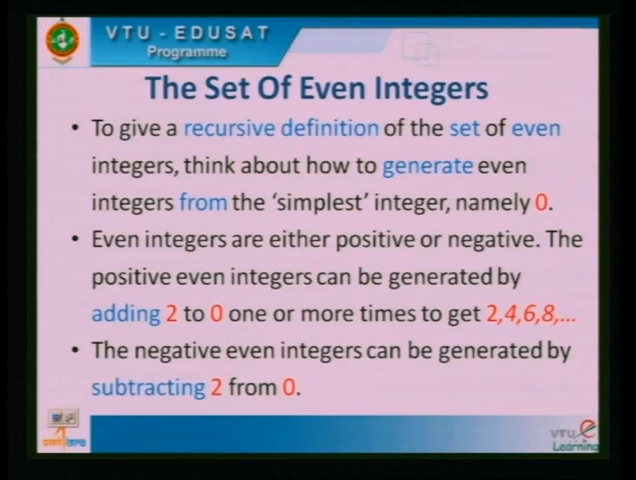 VTU - EDUSAT
Programme
The Set Of Even Integers
• To give a recursive definition of the set of even
integers, think about how to generate even
integers from the 'simplest' integer, namely 0.
• Even integers are either positive or negative. The
positive even integers can be generated by
adding 2 to 0 one or more times to get 2,4,6,8,...
• The negative even integers can be generated by
subtracting 2 from 0.
VTU e
Learning